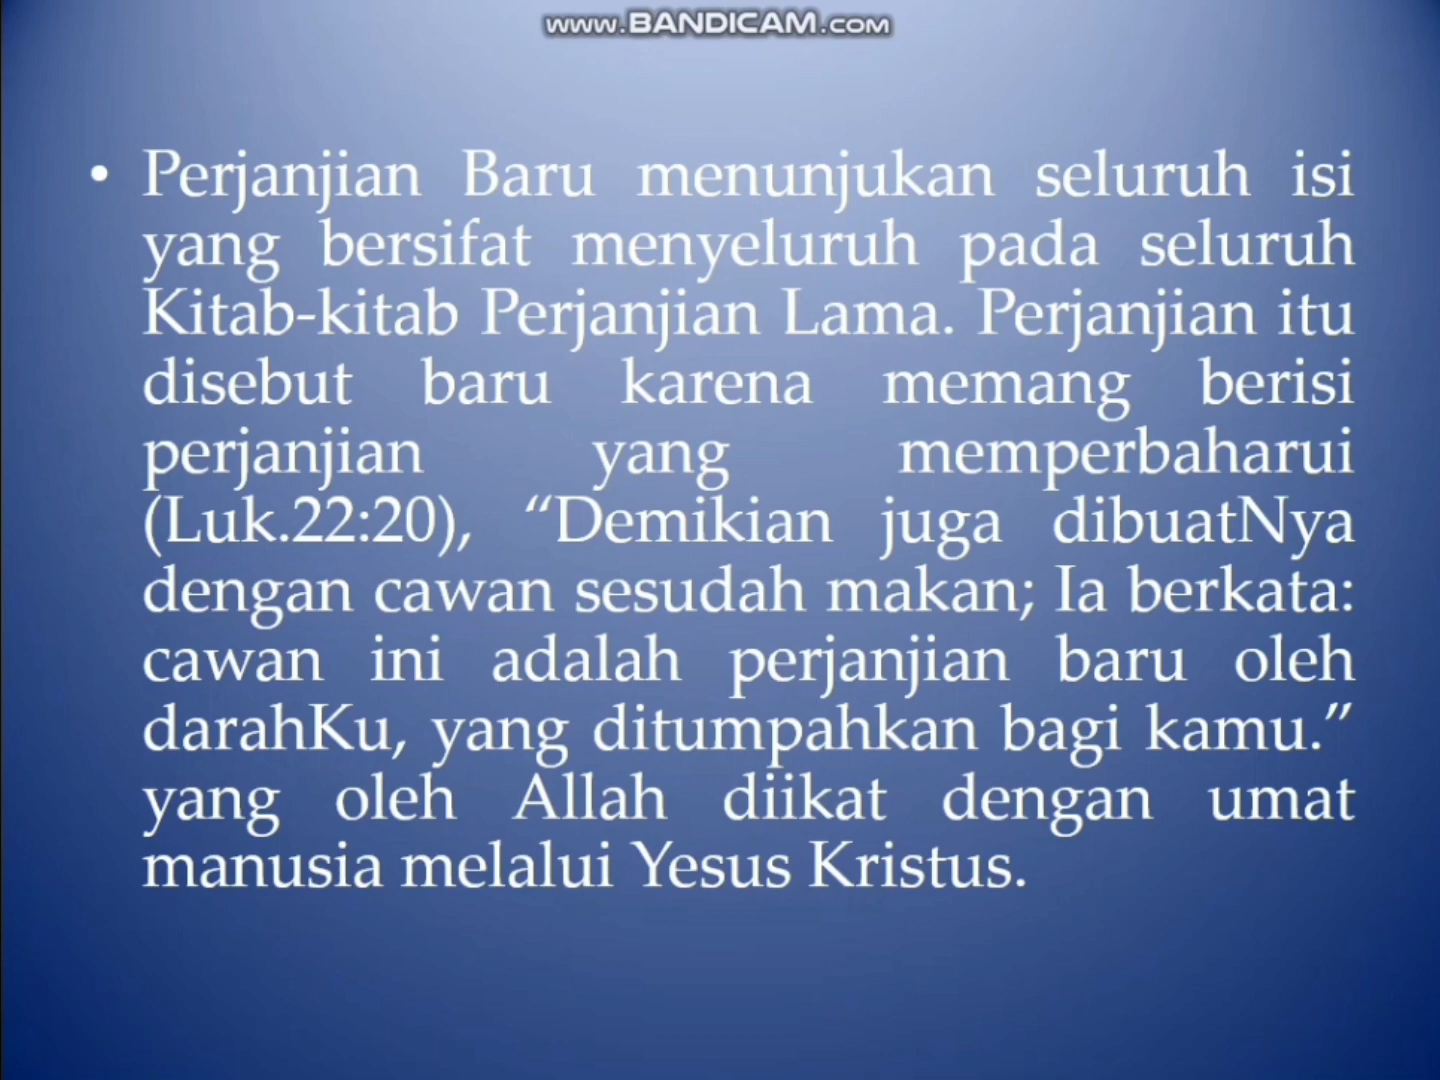 www.BANDICAM.com
• Perjanjian Baru menunjukan seluruh isi
yang bersifat menyeluruh pada seluruh
Kitab-kitab Perjanjian Lama. Perjanjian itu
disebut baru karena memang berisi
perjanjian yang memperbaharui
(Luk.22:20), “Demikian juga dibuatNya
dengan cawan sesudah makan; Ia berkata:
cawan ini adalah perjanjian baru oleh
darahKu, yang ditumpahkan bagi kamu.”
yang oleh Allah diikat dengan umat
manusia melalui Yesus Kristus.